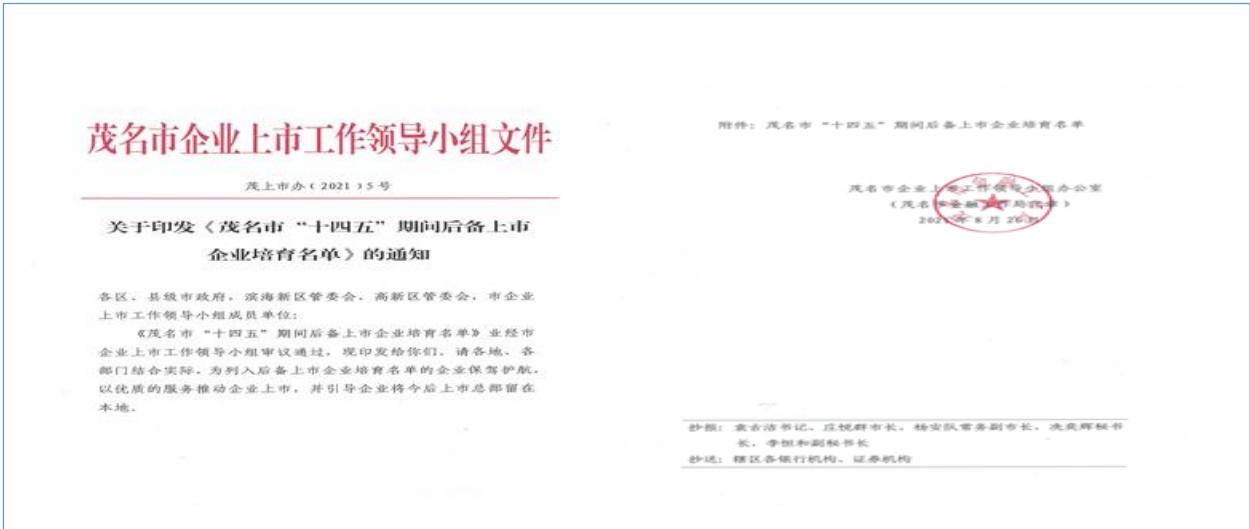 茂名市企业上市工作领导小组文件
茂上市办〔2021〕5号
关于印发《茂名市“十四五”期间后备上市
企业培育名单》的通知
各区、县级市政府，滨海新区管委会、高新区管委会，市企业
上市工作领导小组成员单位：
《茂名市“十四五”期间后备上市企业培育名单》业经市
企业上市工作领导小组审议通过，现印发给你们。请各地、各
部门结合实际，为列入后备上市企业培育名单的企业保驾护航，
以优质的服务推动企业上市，并引导企业将今后上市总部留在
本地。
附件：茂名市“十四五”期间后备上市企业培育名单
茂名市企业上市工作领导小组办公室
（茂名市金融工作局代章）
2021年8月26日
抄报：袁古洁书记、庄悦群市长、杨安队常务副市长、冼奕辉秘书
长、李恒和副秘书长
抄送：辖区各银行机构、证券机构